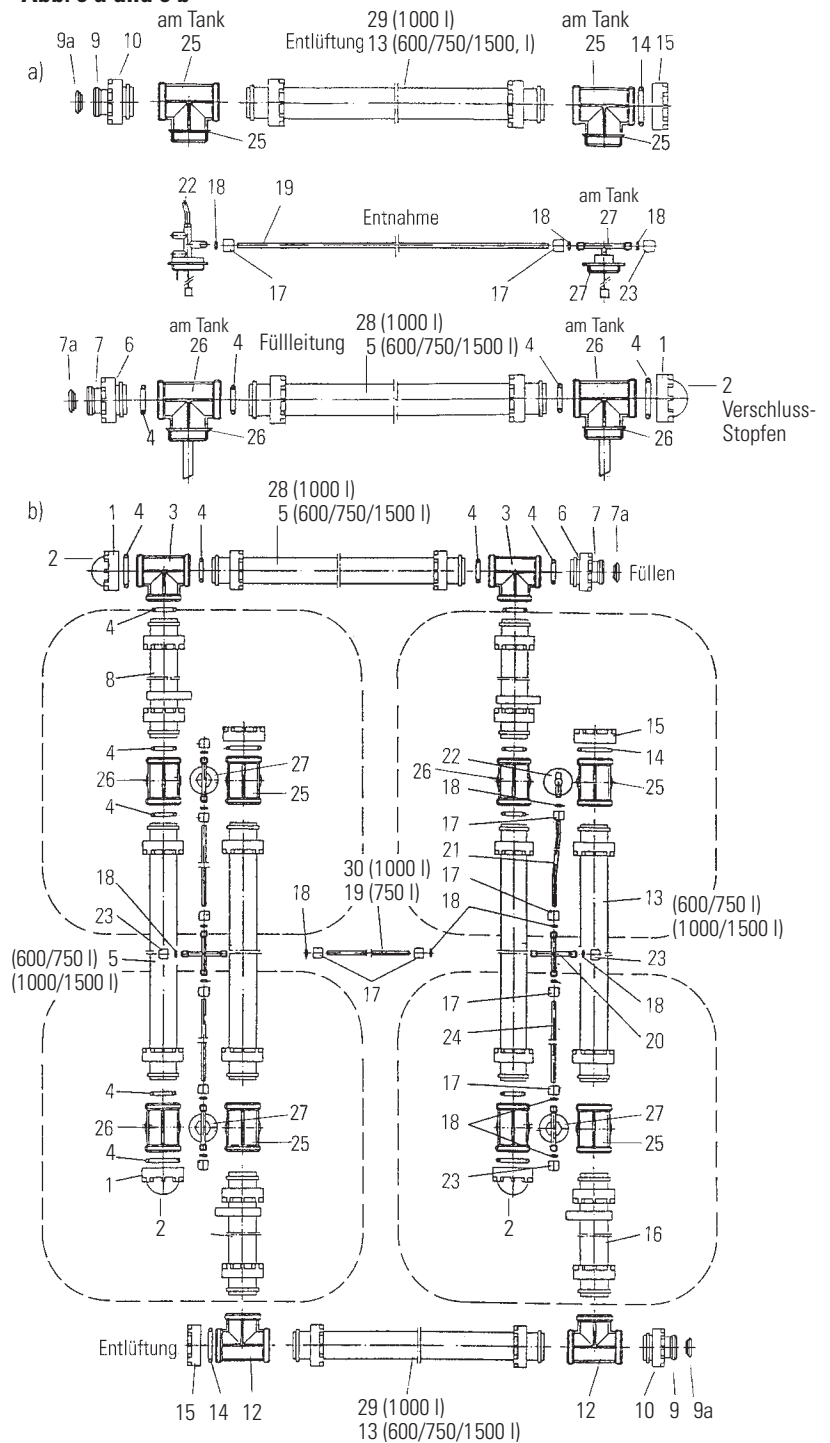 Abb. 3 a und 3 b
am Tank
29 (1000 l)
am Tank
9a 9 10 25
Entlüftung 13 (600/750/1500, l)
25 14 15
a)
25
25
22 18 19
Entnahme
am Tank
18 27 18
17
17
27 23
am Tank
28 (1000 l)
am Tank
7a 7 6 26 4
Füllleitung
5 (600/750/1500 l)
4 26 4 1
2
Verschluss-
Stopfen
4 26
26
b)
28 (1000 l)
2 1 4 3 4
5 (600/750/1500 l)
4 3 4 6 7 7a
Füllen
4
8
15
4
22
14
26 27
26
25
25
4
18
17
30 (1000 l)
21
18
19 (750 l)
17
13
(600/750 l)
23
18
18
(1000/1500 l)
(600/750 l)
5
23
(1000/1500 l)
17
17
18
24
20
4
17
26 27
18
27
25
25
4
1
23
2
2
16
Entlüftung
15 14 12
29 (1000 l)
13 (600/750/1500 l)
12 10 9 9a